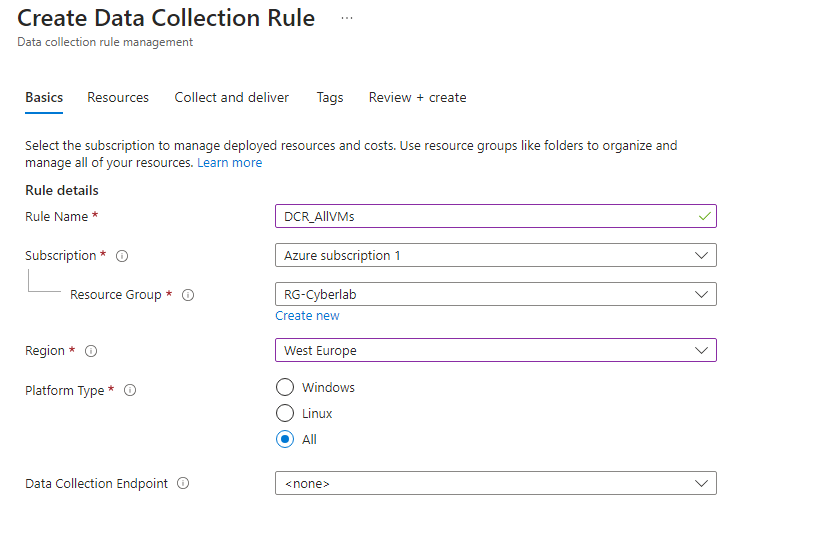 Create Data Collection Rule ...
Data collection rule management
Basics Resources Collect and deliver Tags Review + create
Select the subscription to manage deployed resources and costs. Use resource groups like folders to organize and
manage all of your resources. Learn more
Rule details
Rule Name * DCR_AllVMs
Subscription * Azure subscription 1
Resource Group * RG-Cyberlab
Create new
Region * West Europe
Platform Type * Windows
Linux
All
Data Collection Endpoint <none>